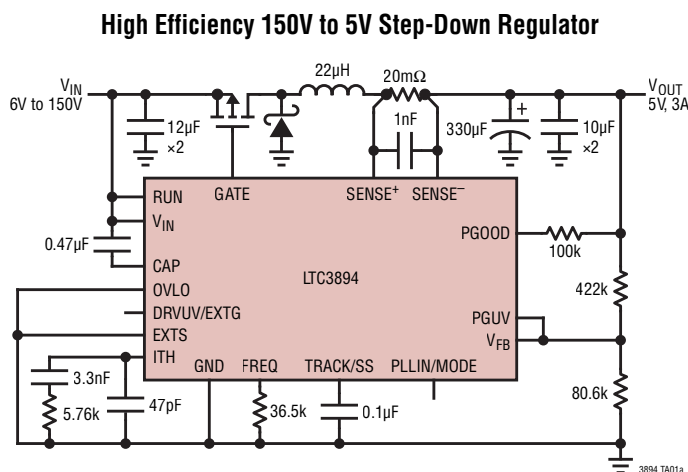 High Efficiency 150V to 5V Step-Down Regulator
VIN
6V to 150V
12µF
×2
22µH
20mΩ
1nF
330µF
+
10µF
×2
VOUT
5V, 3A
RUN
GATE
SENSE+
SENSE–
VIN
0.47µF
CAP
PGOOD
100k
LTC3894
OVLO
422k
DRVUV/EXTG
EXTS
PGUV
VFB
ITH
GND
FREQ
TRACK/SS
PLLIN/MODE
3.3nF
5.76k
47pF
36.5k
0.1µF
80.6k
3894 TA01a